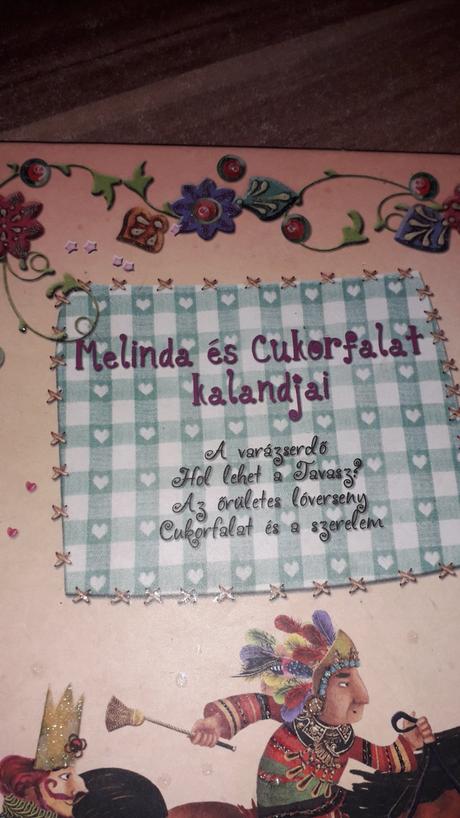 Melinda és Cukorfalat
kalandjai
A varázserdő
Hol lehet a Tavasz?
Az őrületes lóverseny
Cukorfalat és a szerelem